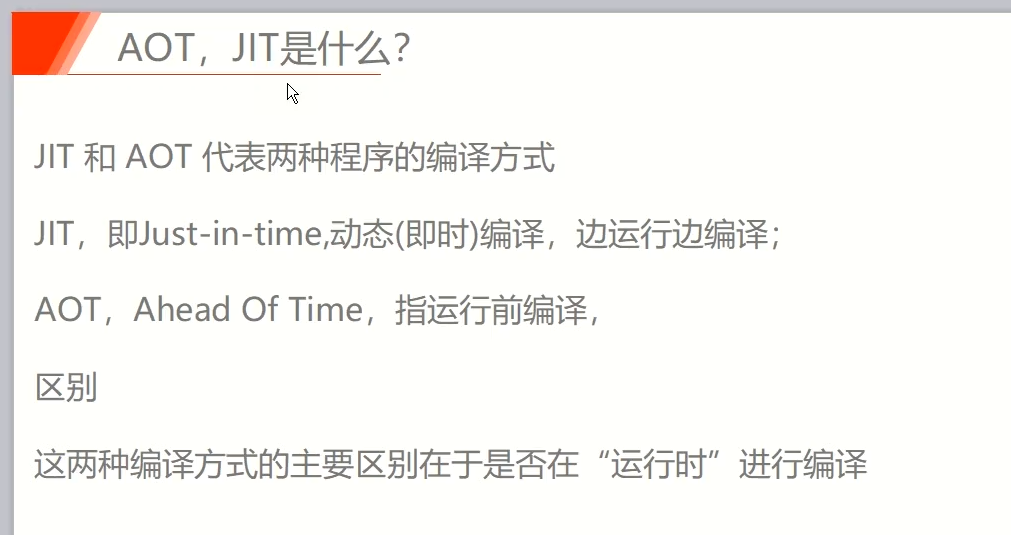 AOT，JIT是什么？
JIT 和 AOT 代表两种程序的编译方式
JIT，即Just-in-time,动态(即时)编译，边运行边编译；
AOT，Ahead Of Time，指运行前编译，
区别
这两种编译方式的主要区别在于是否在“运行时”进行编译